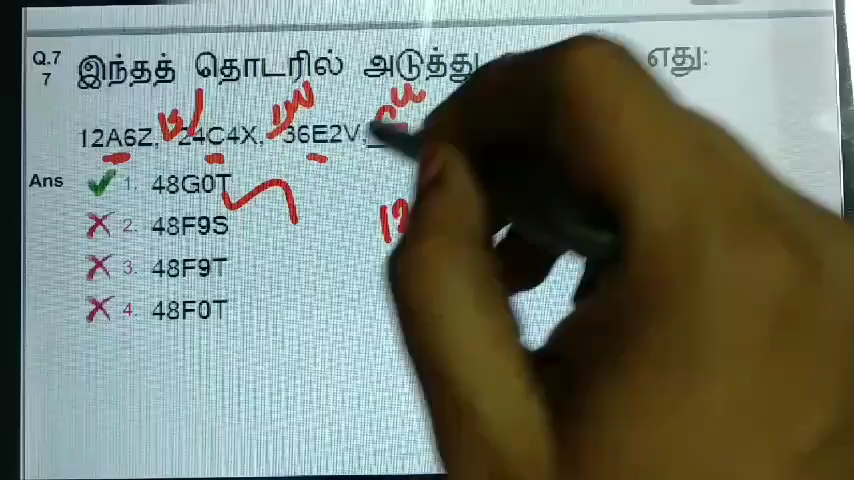 Q.7 இந்தத் தொடரில் அடுத்து எது:
7
12A6Z, 24C4X, 36E2V,
Ans 1. 48G0T
2. 48F9S
3. 48F9T
4. 48F0T
12